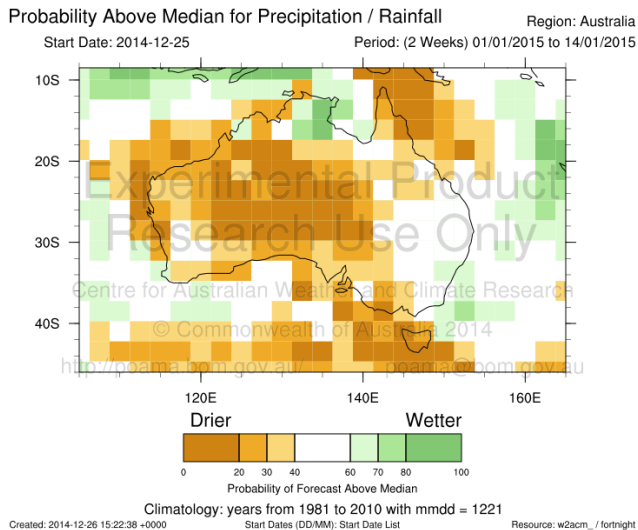 Probability Above Median for Precipitation / Rainfall
Region: Australia
Start Date: 2014-12-25
Period: (2 Weeks) 01/01/2015 to 14/01/2015
10S
20S
30S
40S
Experimental Product
Research Use Only
Centre for Australian Weather and Climate Research
© Commonwealth of Australia 2014
http://poama.bom.gov.au
poama@bom.gov.au
120E 140E 160E
Drier Wetter
0 20 30 40 60 70 80 100
Probability of Forecast Above Median
Climatology: years from 1981 to 2010 with mmdd = 1221
Created: 2014-12-26 15:22:38 +0000
Start Dates (DD/MM): Start Date List
Resource: w2acm_ / fortnight